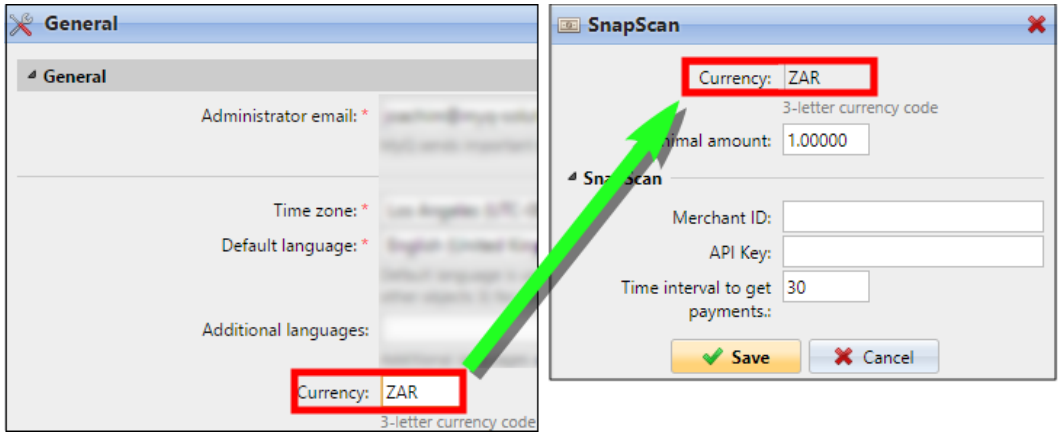 General
General
Administrator email: *
Time zone: *
Default language: *
Additional languages:
Currency: ZAR
3-letter currency code
SnapScan
Currency: ZAR
3-letter currency code
amount: 1.00000
SnapScan
Merchant ID:
API Key:
Time interval to get 30
payments.:
Save Cancel